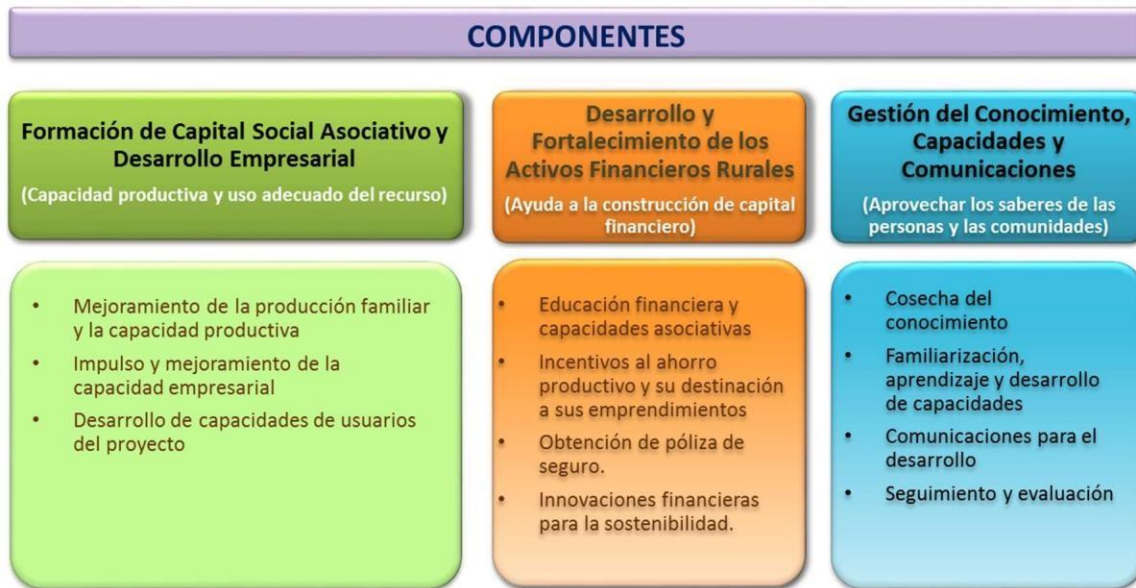 COMPONENTES
Formación de Capital Social Asociativo y
Desarrollo Empresarial
(Capacidad productiva y uso adecuado del recurso)
• Mejoramiento de la producción familiar
y la capacidad productiva
• Impulso y mejoramiento de la
capacidad empresarial
• Desarrollo de capacidades de usuarios
del proyecto
Desarrollo y
Fortalecimiento de los
Activos Financieros Rurales
(Ayuda a la construcción de capital
financiero)
• Educación financiera y
capacidades asociativas
• Incentivos al ahorro
productivo y su destinación
a sus emprendimientos
• Obtención de póliza de
seguro.
• Innovaciones financieras
para la sostenibilidad.
Gestión del Conocimiento,
Capacidades y
Comunicaciones
(Aprovechar los saberes de las
personas y las comunidades)
• Cosecha del
conocimiento
• Familiarización,
aprendizaje y desarrollo
de capacidades
• Comunicaciones para el
desarrollo
• Seguimiento y evaluación